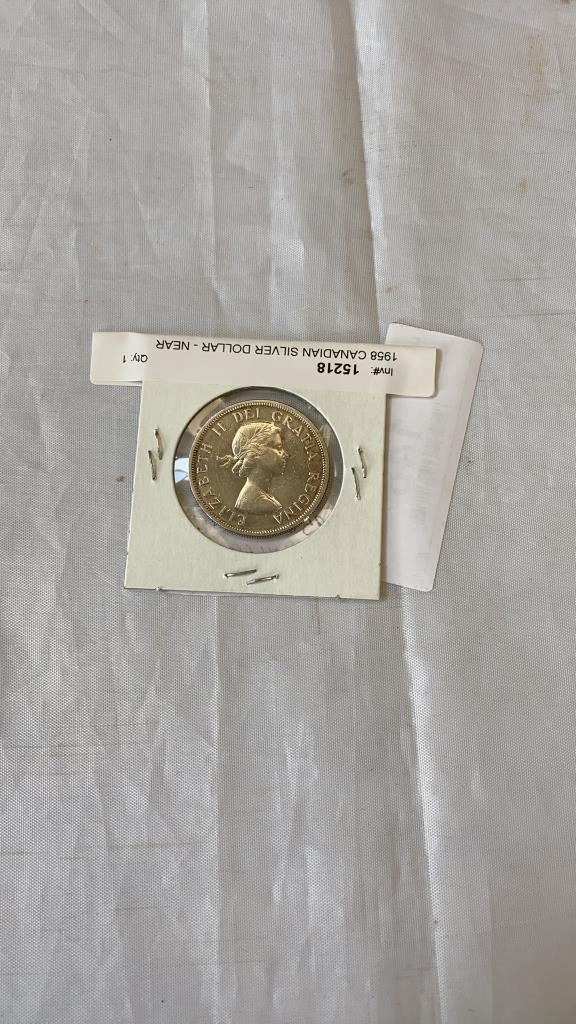 Inv#: 15218
1958 CANADIAN SILVER DOLLAR - NEAR
Qty: 1
ELIZABETH II DEI GRATIA REGINA